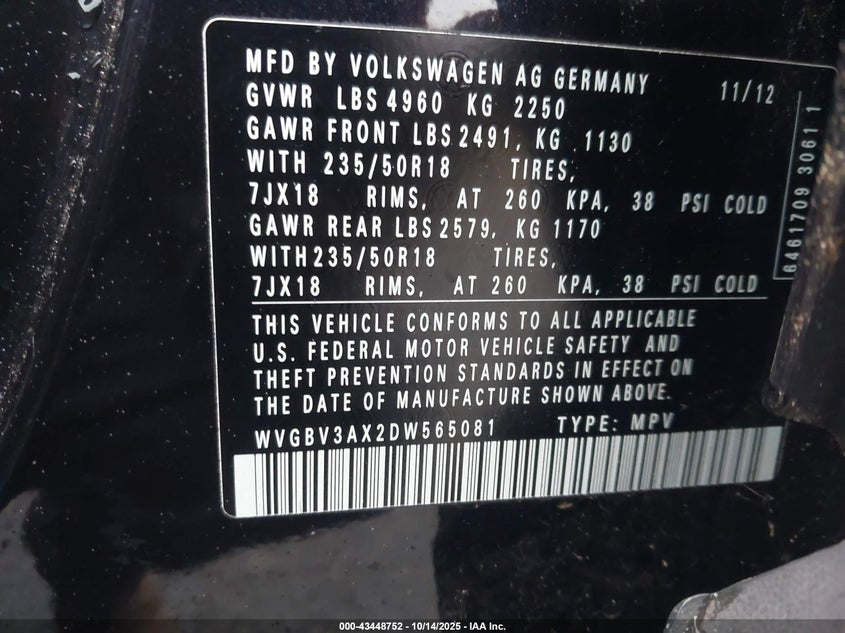 MFD BY VOLKSWAGEN AG GERMANY 11/12
GVWR LBS 4960 KG 2250
GAWR FRONT LBS 2491, KG 1130
WITH 235/50R18 TIRES,
7JX18 RIMS, AT 260 KPA, 38 PSI COLD
GAWR REAR LBS 2579, KG 1170
WITH 235/50R18 TIRES,
7JX18 RIMS, AT 260 KPA, 38 PSI COLD
THIS VEHICLE CONFORMS TO ALL APPLICABLE
U.S. FEDERAL MOTOR VEHICLE SAFETY AND
THEFT PREVENTION STANDARDS IN EFFECT ON
THE DATE OF MANUFACTURE SHOWN ABOVE.
WVGBV3AX2DW565081 TYPE: MPV
6461709 3061 1
000-43448752 - 10/14/2025 - IAA Inc.